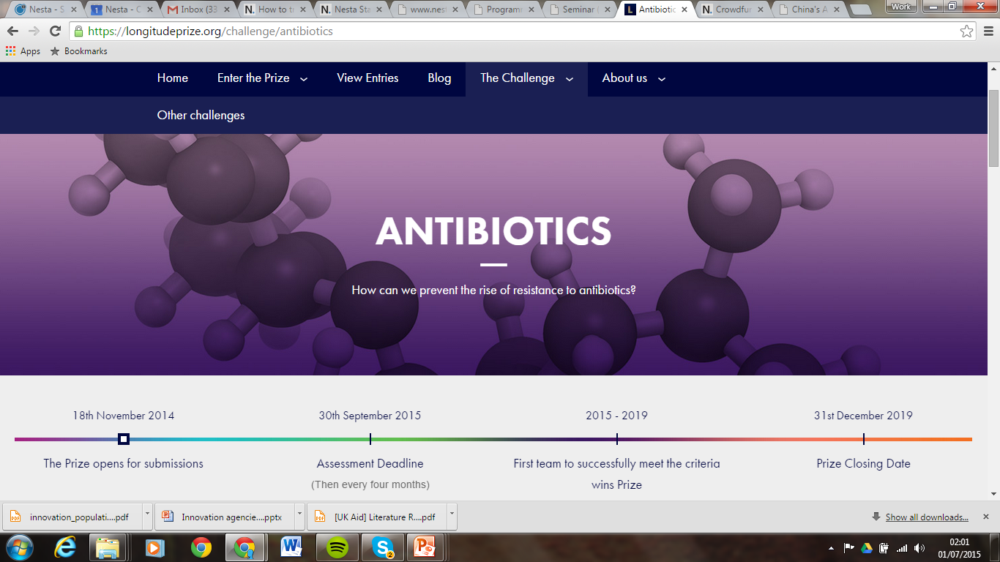 Nesta - S
Nesta - C
Inbox (33
How to tr
Nesta Sta
www.nest
Programm
Seminar (
Antibiotic
Crowdfun
China's A
Work
https://longitudeprize.org/challenge/antibiotics
Apps
Bookmarks
Home
Enter the Prize
View Entries
Blog
The Challenge
About us
Other challenges
ANTIBIOTICS
How can we prevent the rise of resistance to antibiotics?
18th November 2014
30th September 2015
2015 - 2019
31st December 2019
The Prize opens for submissions
Assessment Deadline
First team to successfully meet the criteria
Prize Closing Date
(Then every four months)
wins Prize
innovation_populati....pdf
Innovation agencie....pptx
[UK Aid] Literature R....pdf
Show all downloads...
02:01
01/07/2015